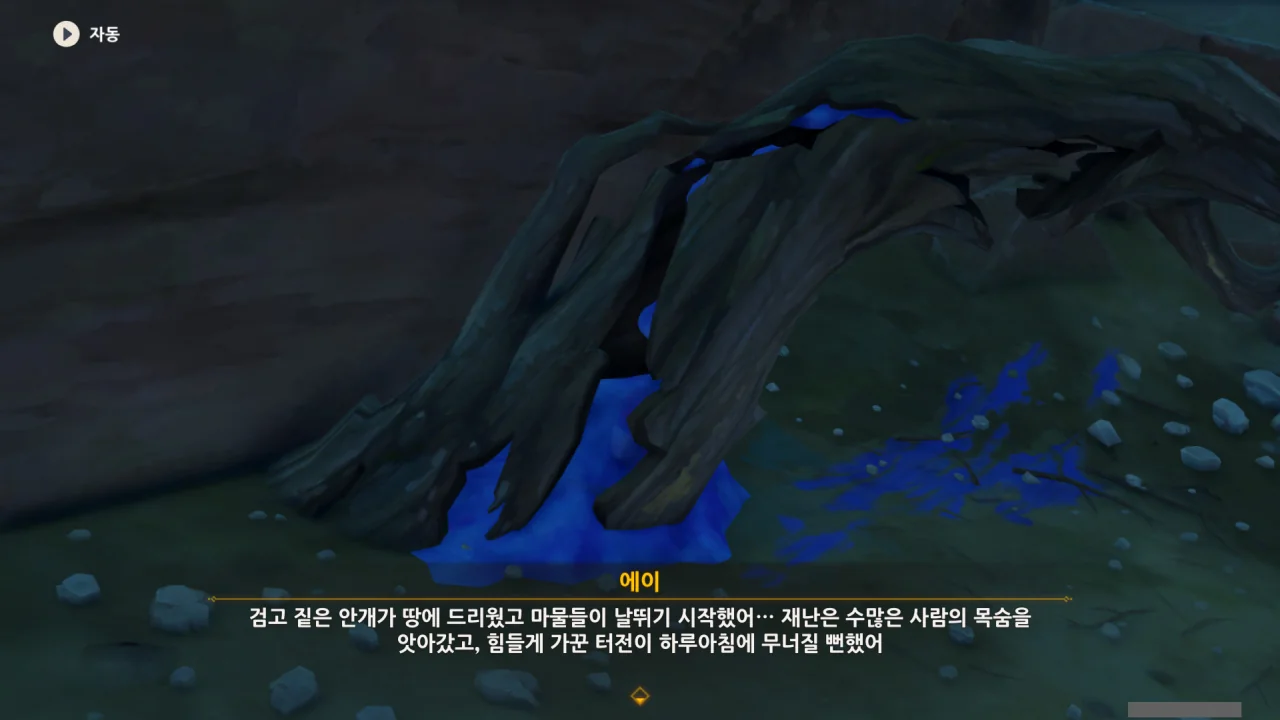 자동
에이
검고 짙은 안개가 땅에 드리웠고 마물들이 날뛰기 시작했어… 재난은 수많은 사람의 목숨을
앗아갔고, 힘들게 가꾼 터전이 하루아침에 무너질 뻔했어